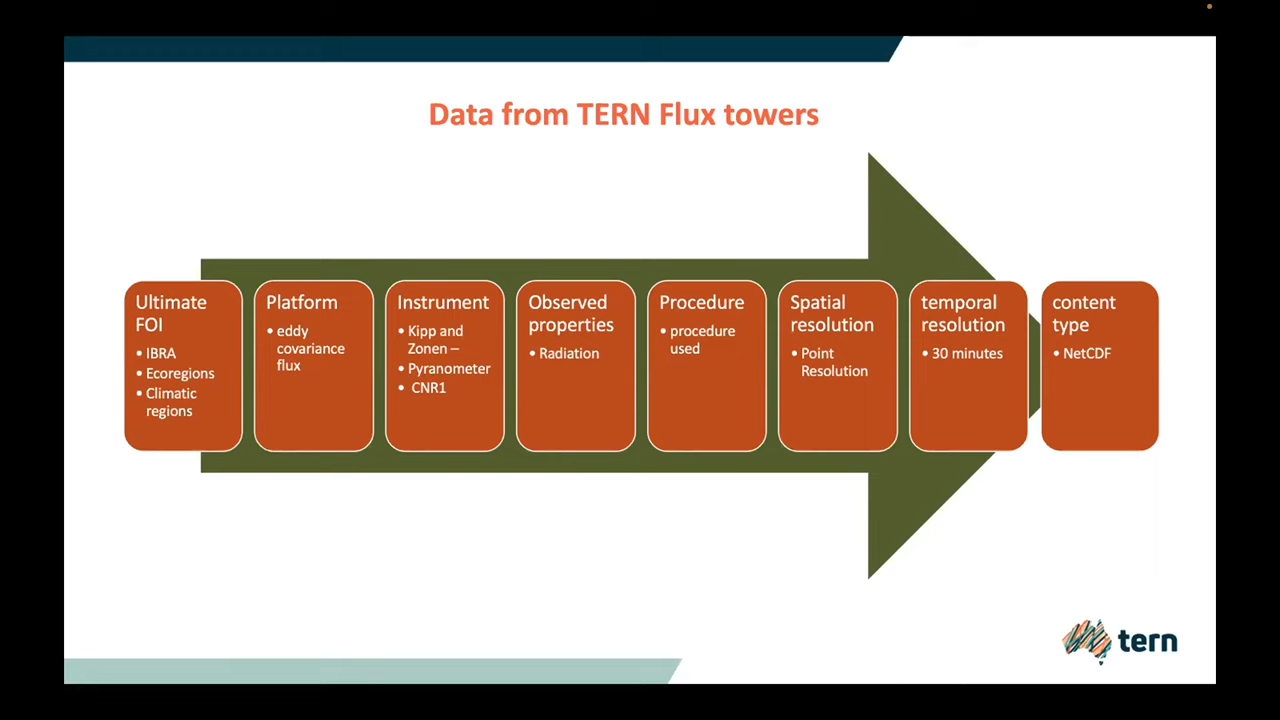 Data from TERN Flux towers
Ultimate
FOI
• IBRA
• Ecoregions
• Climatic
regions
Platform
• eddy
covariance
flux
Instrument
• Kipp and
Zonen –
• Pyranometer
• CNR1
Observed
properties
• Radiation
Procedure
• procedure
used
Spatial
resolution
• Point
Resolution
temporal
resolution
• 30 minutes
content
type
• NetCDF
tern